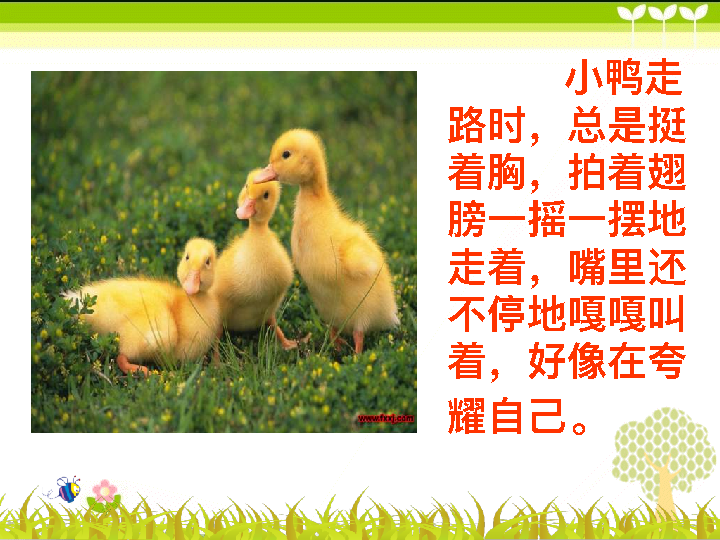 小鸭走
路时，总是挺
着胸，拍着翅
膀一摇一摆地
走着，嘴里还
不停地嘎嘎叫
着，好像在夸
耀自己。
www.fxxj.com